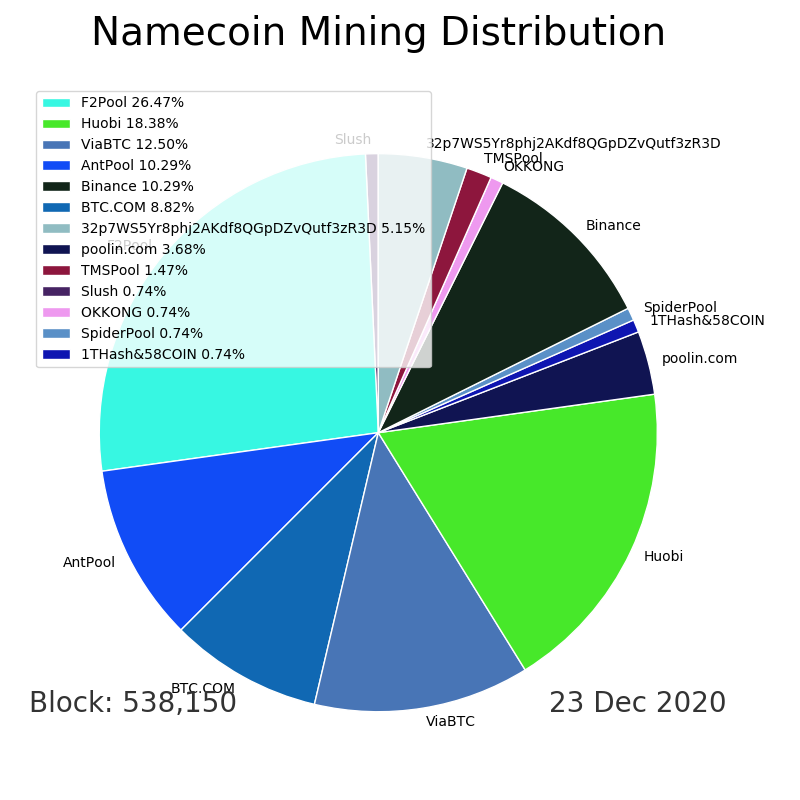 Namecoin Mining Distribution
F2Pool 26.47%
Huobi 18.38%
ViaBTC 12.50%
AntPool 10.29%
Binance 10.29%
BTC.COM 8.82%
32p7WS5Yr8phj2AKdf8QGpDZvQutf3zR3D 5.15%
poolin.com 3.68%
TMSPool 1.47%
Slush 0.74%
OKKONG 0.74%
SpiderPool 0.74%
1THash&58COIN 0.74%
Slush
32p7WS5Yr8phj2AKdf8QGpDZvQutf3zR3D
TMSPool
OKKONG
Binance
F2Pool
SpiderPool
1THash&58COIN
poolin.com
Huobi
AntPool
BTC.COM
ViaBTC
Block: 538,150
23 Dec 2020